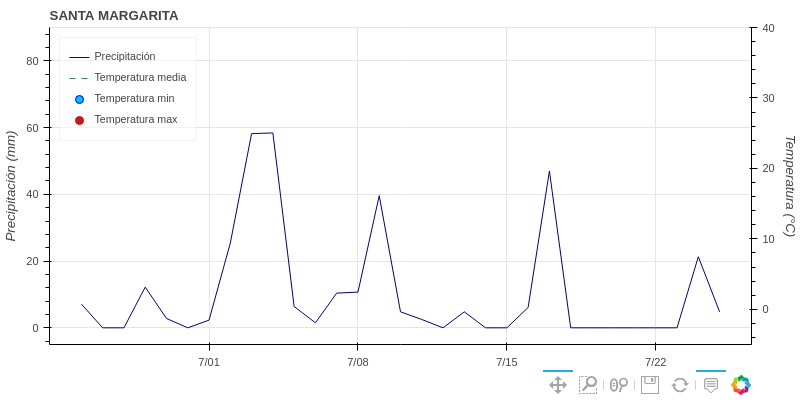 SANTA MARGARITA
Precipitación
Temperatura media
Temperatura min
Temperatura max
Precipitación (mm)
80
60
40
20
0
Temperatura (°C)
40
30
20
10
0
7/01
7/08
7/15
7/22